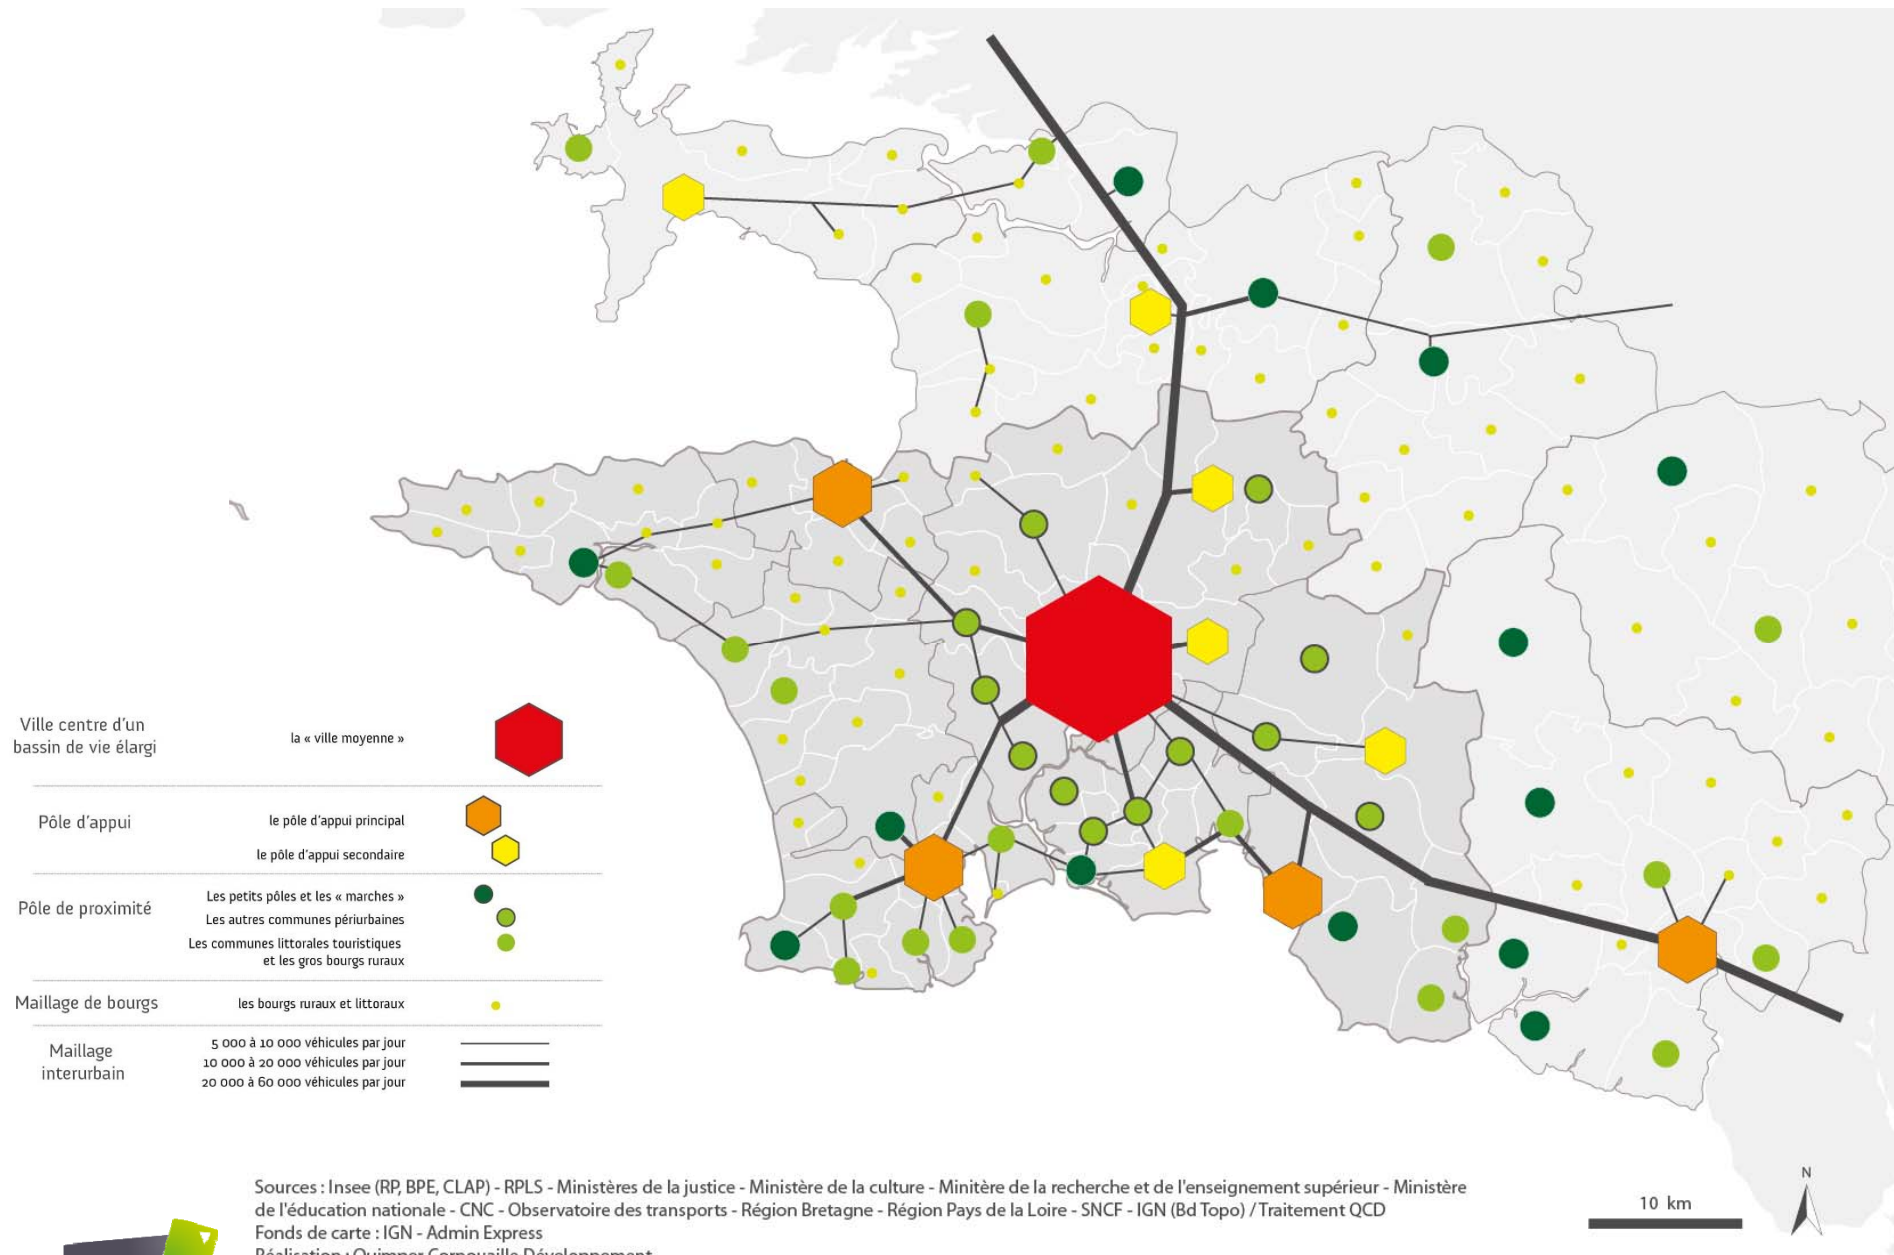 Ville centre d'un
bassin de vie élargi
la « ville moyenne »
Pôle d'appui
le pôle d'appui principal
le pôle d'appui secondaire
Pôle de proximité
Les petits pôles et les « marches »
Les autres communes périurbaines
Les communes littorales touristiques
et les gros bourgs ruraux
Maillage de bourgs
les bourgs ruraux et littoraux
Maillage
interurbain
5 000 à 10 000 véhicules par jour
10 000 à 20 000 véhicules par jour
20 000 à 60 000 véhicules par jour
N
10 km
Sources : Insee (RP, BPE, CLAP) - RPLS - Ministères de la justice - Ministère de la culture - Minitère de la recherche et de l'enseignement supérieur - Ministère
de l'éducation nationale - CNC - Observatoire des transports - Région Bretagne - Région Pays de la Loire - SNCF - IGN (Bd Topo) / Traitement QCD
Fonds de carte : IGN - Admin Express
Réalisation : Quimper Cornouaille Développement